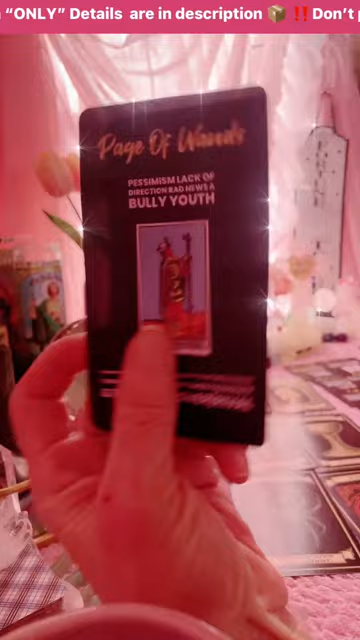 “ONLY” Details are in description 📦 ‼️Don’t
Page Of Wands
PESSIMISM LACK OF
DIRECTION BAD NEWS A
BULLY YOUTH